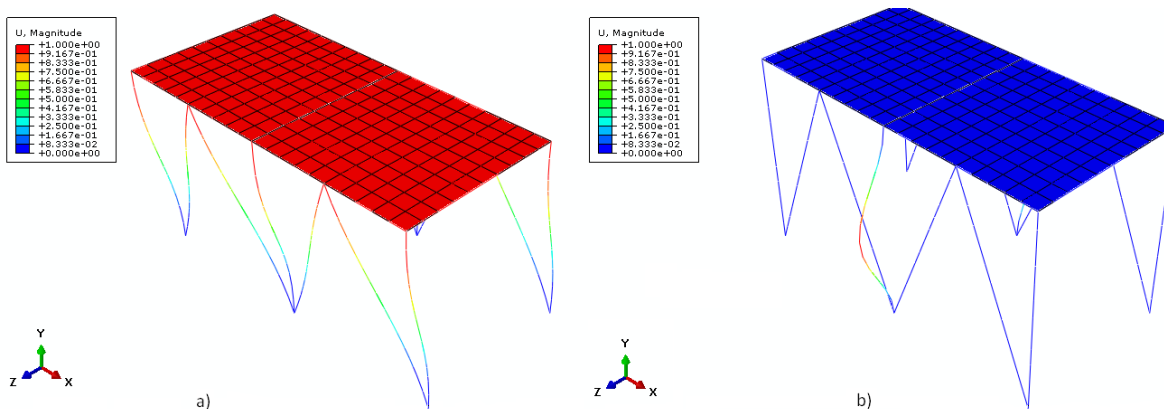 U, Magnitude
+1.000e+00
+9.167e-01
+8.333e-01
+7.500e-01
+6.667e-01
+5.833e-01
+5.000e-01
+4.167e-01
+3.333e-01
+2.500e-01
+1.667e-01
+8.333e-02
+0.000e+00
Y
Z
X
a)
U, Magnitude
+1.000e+00
+9.167e-01
+8.333e-01
+7.500e-01
+6.667e-01
+5.833e-01
+5.000e-01
+4.167e-01
+3.333e-01
+2.500e-01
+1.667e-01
+8.333e-02
+0.000e+00
Y
Z
X
b)